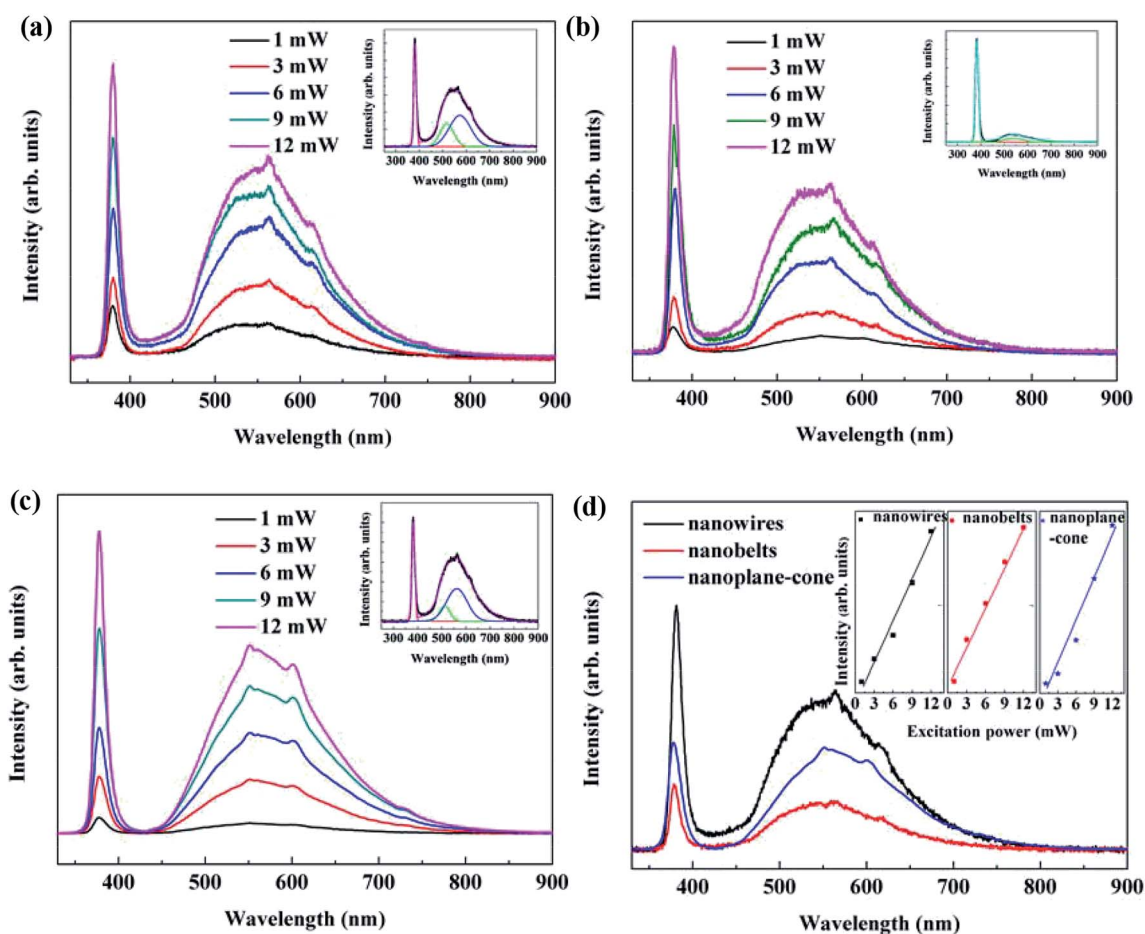 (a)
1 mW
3 mW
6 mW
9 mW
12 mW
Intensity (arb. units)
300 400 500 600 700 800 900
Wavelength (nm)
Intensity (arb. units)
400 500 600 700 800 900
Wavelength (nm)
(b)
1 mW
3 mW
6 mW
9 mW
12 mW
Intensity (arb. units)
300 400 500 600 700 800 900
Wavelength (nm)
Intensity (arb. units)
400 500 600 700 800 900
Wavelength (nm)
(c)
1 mW
3 mW
6 mW
9 mW
12 mW
Intensity (arb. units)
300 400 500 600 700 800 900
Wavelength (nm)
Intensity (arb. units)
400 500 600 700 800 900
Wavelength (nm)
(d)
nanowires
nanobelts
nanoplane-cone
nanowires
nanobelts
nanoplane
-cone
Intensity (arb. units)
3 6 9 12 0 3 6 9 12 0 3 6 9 12
Excitation power (mW)
Intensity (arb. units)
400 500 600 700 800 900
Wavelength (nm)